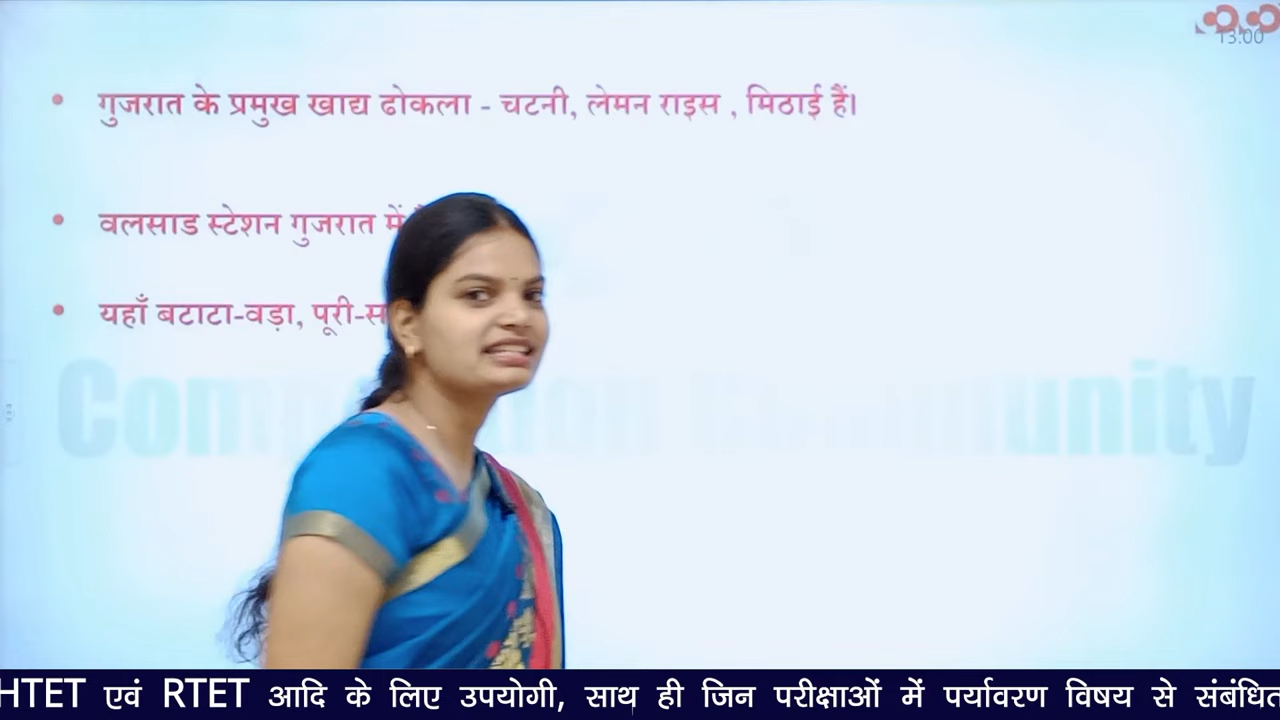 13:00
गुजरात के प्रमुख खाद्य ढोकला - चटनी, लेमन राइस , मिठाई हैं।
वलसाड स्टेशन गुजरात में
यहाँ बटाटा-वड़ा, पूरी-स
HTET एवं RTET आदि के लिए उपयोगी, साथ ही जिन परीक्षाओं में पर्यावरण विषय से संबंधित